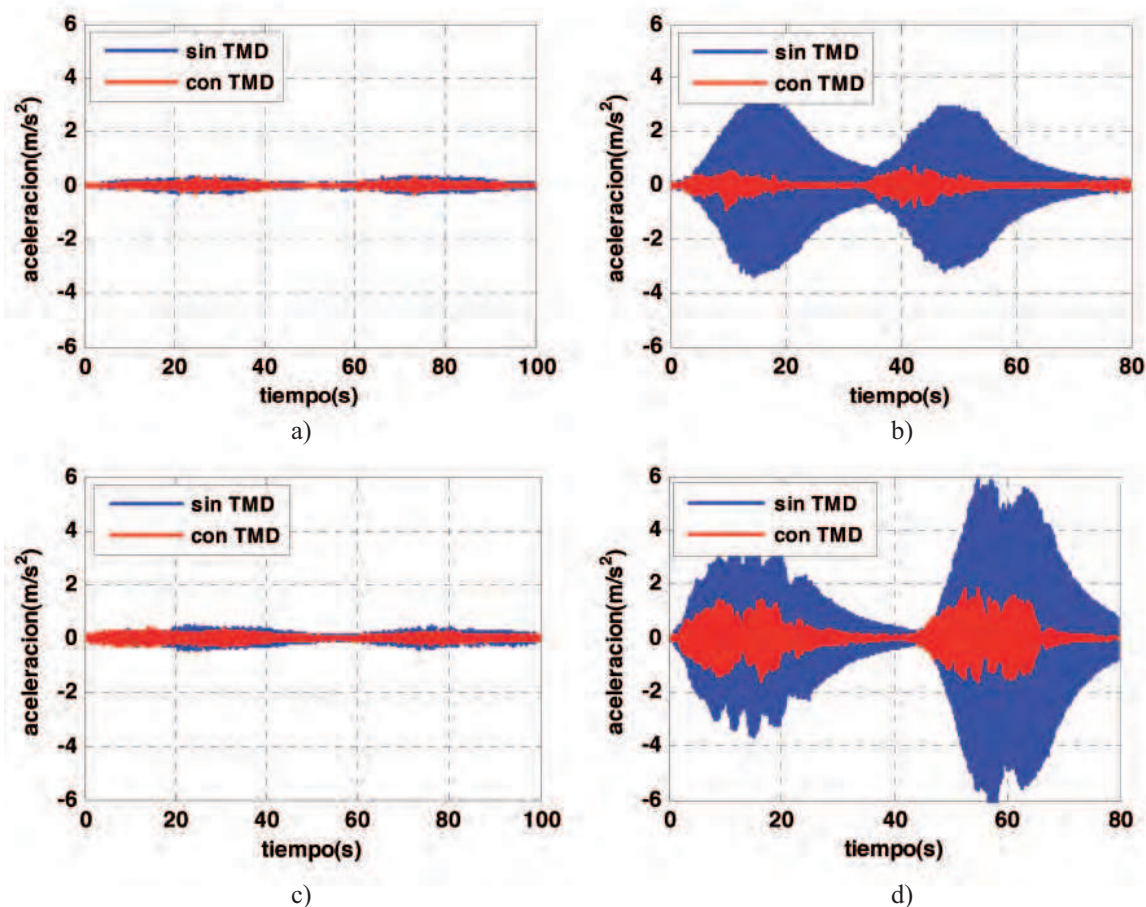 6
4
2
0
-2
-4
-6
aceleracion(m/s²)
sin TMD
con TMD
0 20 40 60 80 100
tiempo(s)
a)
6
4
2
0
-2
-4
-6
aceleracion(m/s²)
sin TMD
con TMD
0 20 40 60 80
tiempo(s)
b)
6
4
2
0
-2
-4
-6
aceleracion(m/s²)
sin TMD
con TMD
0 20 40 60 80 100
tiempo(s)
c)
6
4
2
0
-2
-4
-6
aceleracion(m/s²)
sin TMD
con TMD
0 20 40 60 80
tiempo(s)
d)